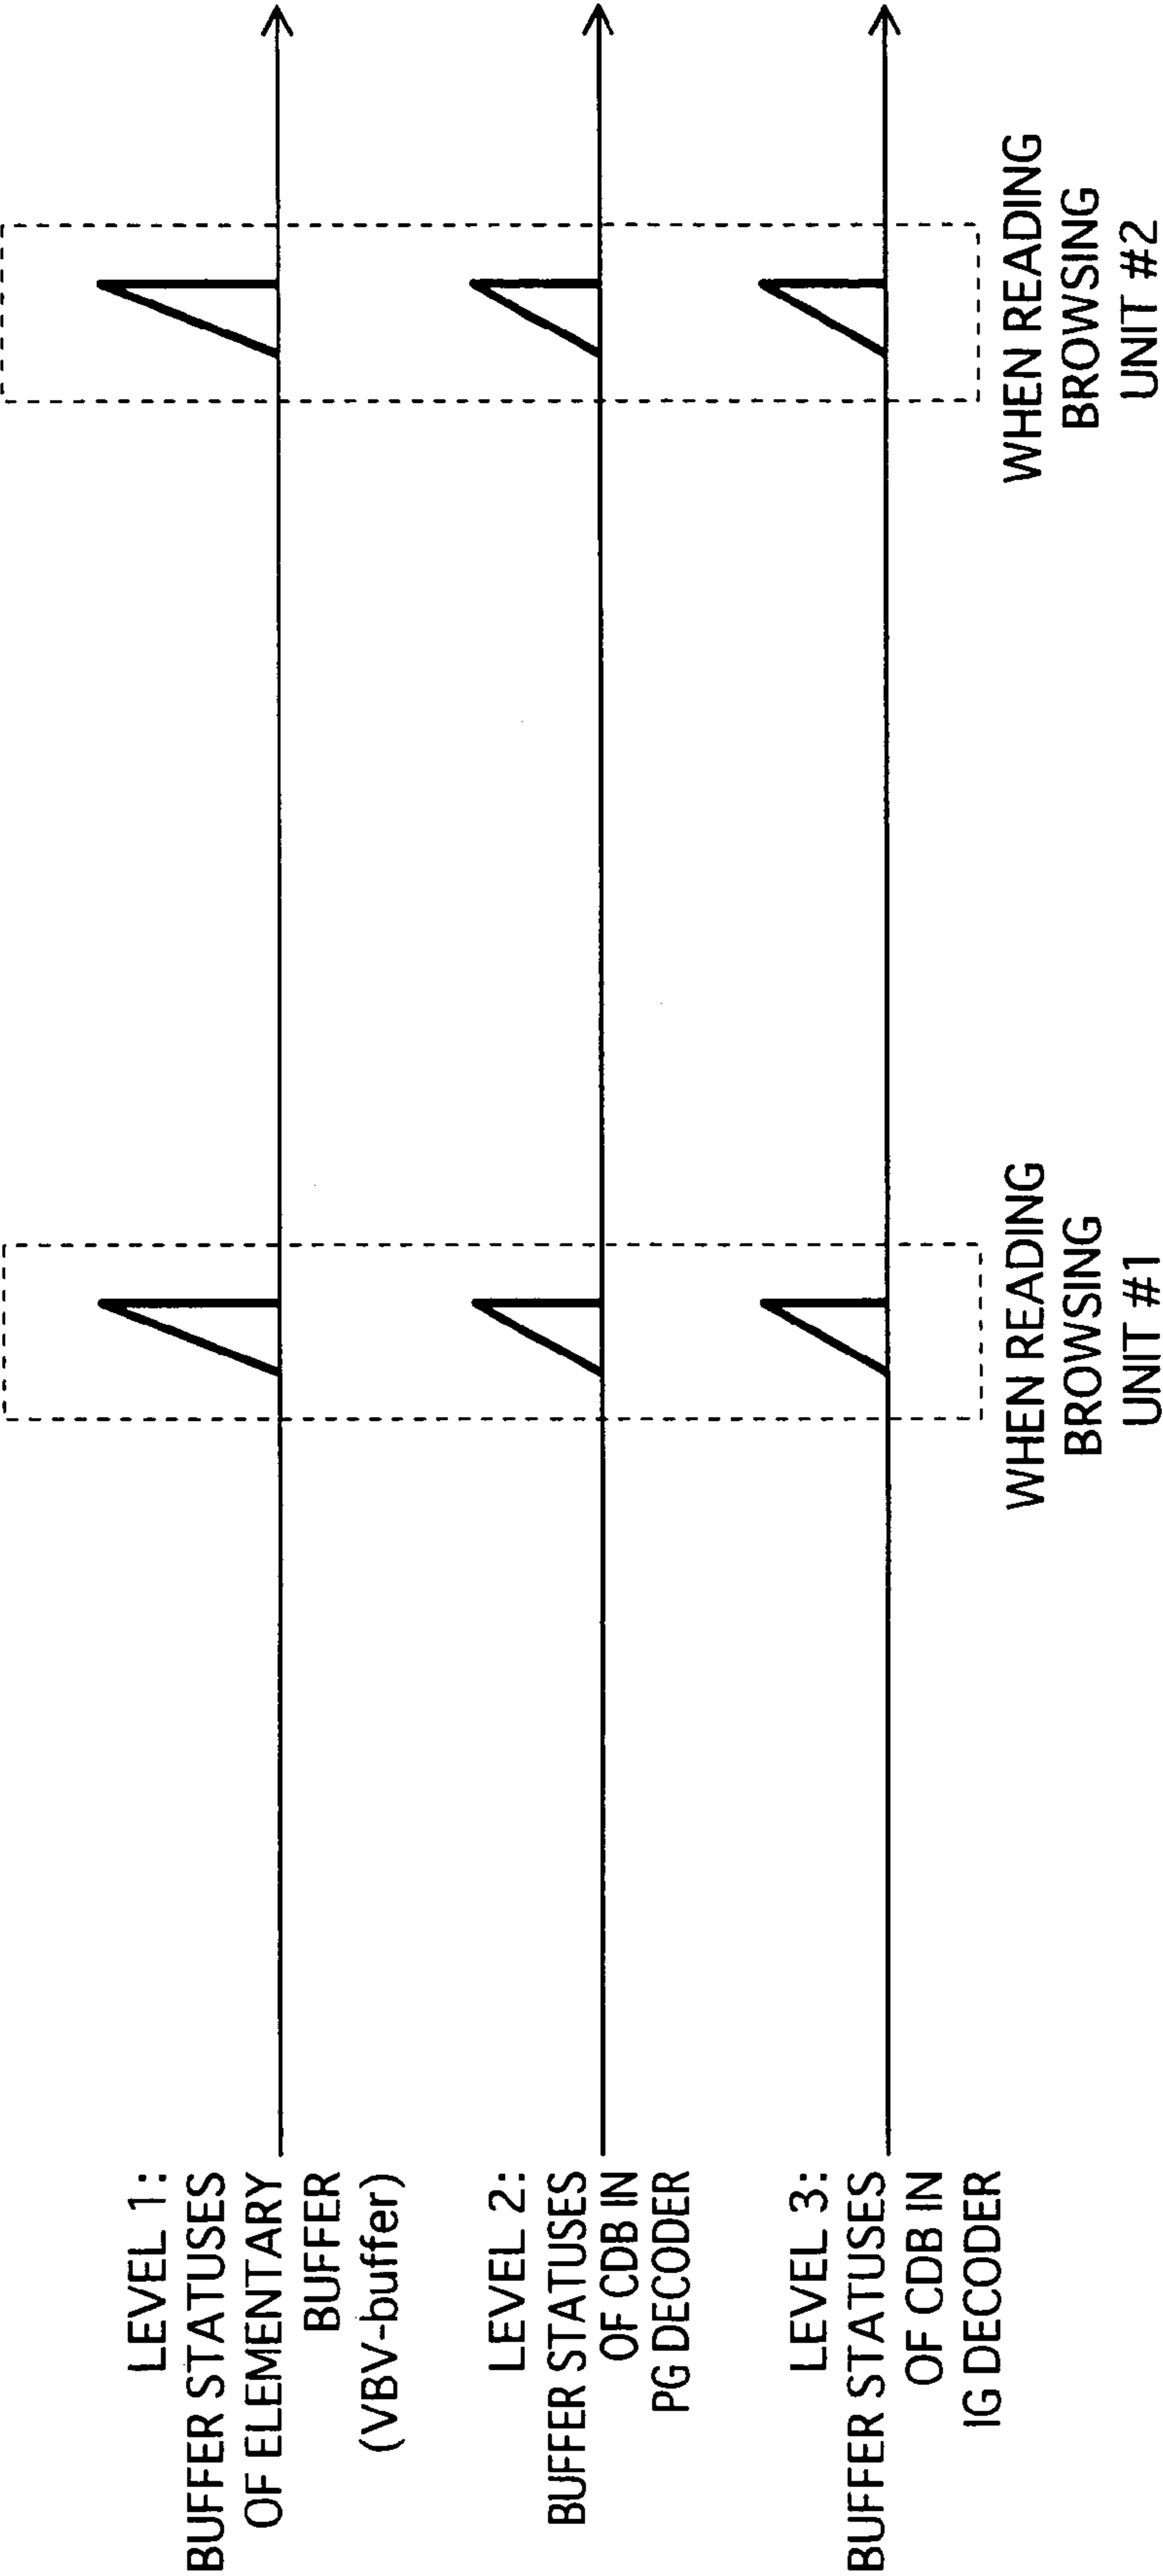 LEVEL 1:
BUFFER STATUSES
OF ELEMENTARY
BUFFER
(VBV-buffer)
LEVEL 2:
BUFFER STATUSES
OF CDB IN
PG DECODER
LEVEL 3:
BUFFER STATUSES
OF CDB IN
IG DECODER
WHEN READING
BROWSING
UNIT #1
WHEN READING
BROWSING
UNIT #2